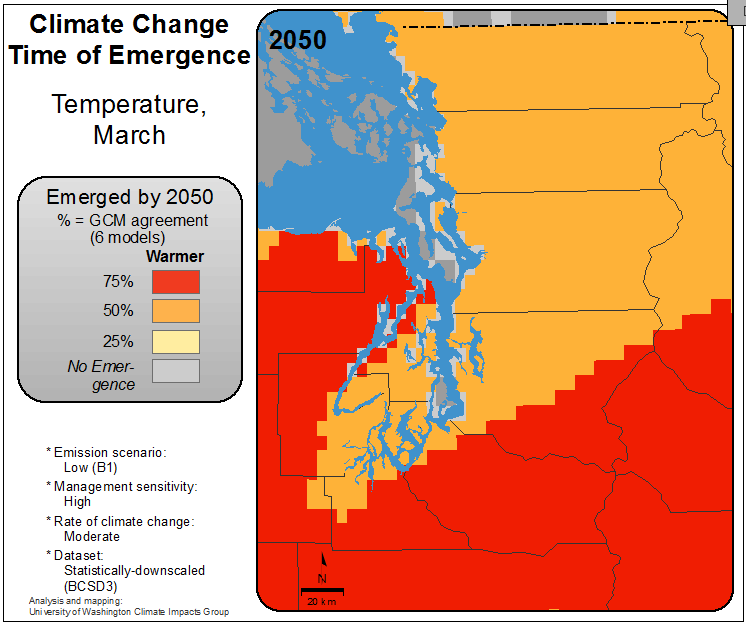 Climate Change
Time of Emergence
Temperature,
March
2050
Emerged by 2050
% = GCM agreement
(6 models)
Warmer
75%
50%
25%
No Emer-
gence
* Emission scenario:
Low (B1)
* Management sensitivity:
High
* Rate of climate change:
Moderate
* Dataset:
Statistically-downscaled
(BCSD3)
Analysis and mapping:
University of Washington Climate Impacts Group
N
20 km